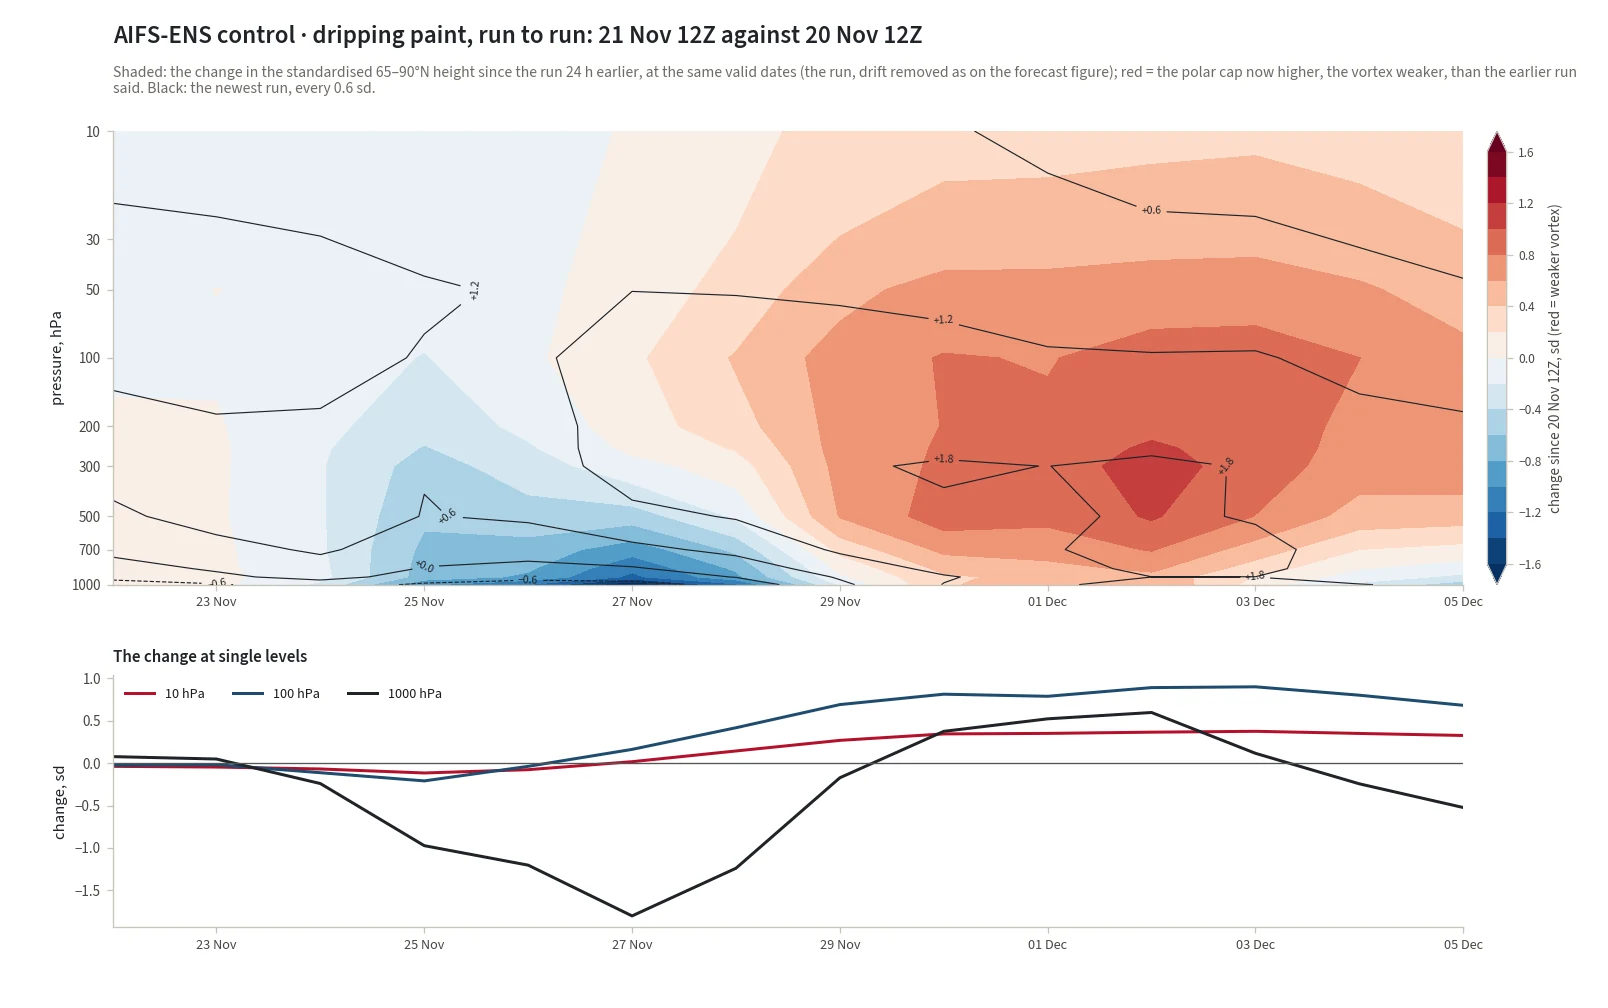 AIFS-ENS control · dripping paint, run to run: 21 Nov 12Z against 20 Nov 12Z
Shaded: the change in the standardised 65–90°N height since the run 24 h earlier, at the same valid dates (the run, drift removed as on the forecast figure); red = the polar cap now higher, the vortex weaker, than the earlier run
said. Black: the newest run, every 0.6 sd.
pressure, hPa
10
30
50
100
200
300
500
700
1000
+1.2
+0.6
+1.2
+1.8
+1.8
+0.6
+0.0
−0.6
−0.6
+1.8
23 Nov
25 Nov
27 Nov
29 Nov
01 Dec
03 Dec
05 Dec
1.6
1.2
0.8
0.4
0.0
−0.4
−0.8
−1.2
−1.6
change since 20 Nov 12Z, sd (red = weaker vortex)
The change at single levels
10 hPa
100 hPa
1000 hPa
change, sd
1.0
0.5
0.0
−0.5
−1.0
−1.5
23 Nov
25 Nov
27 Nov
29 Nov
01 Dec
03 Dec
05 Dec